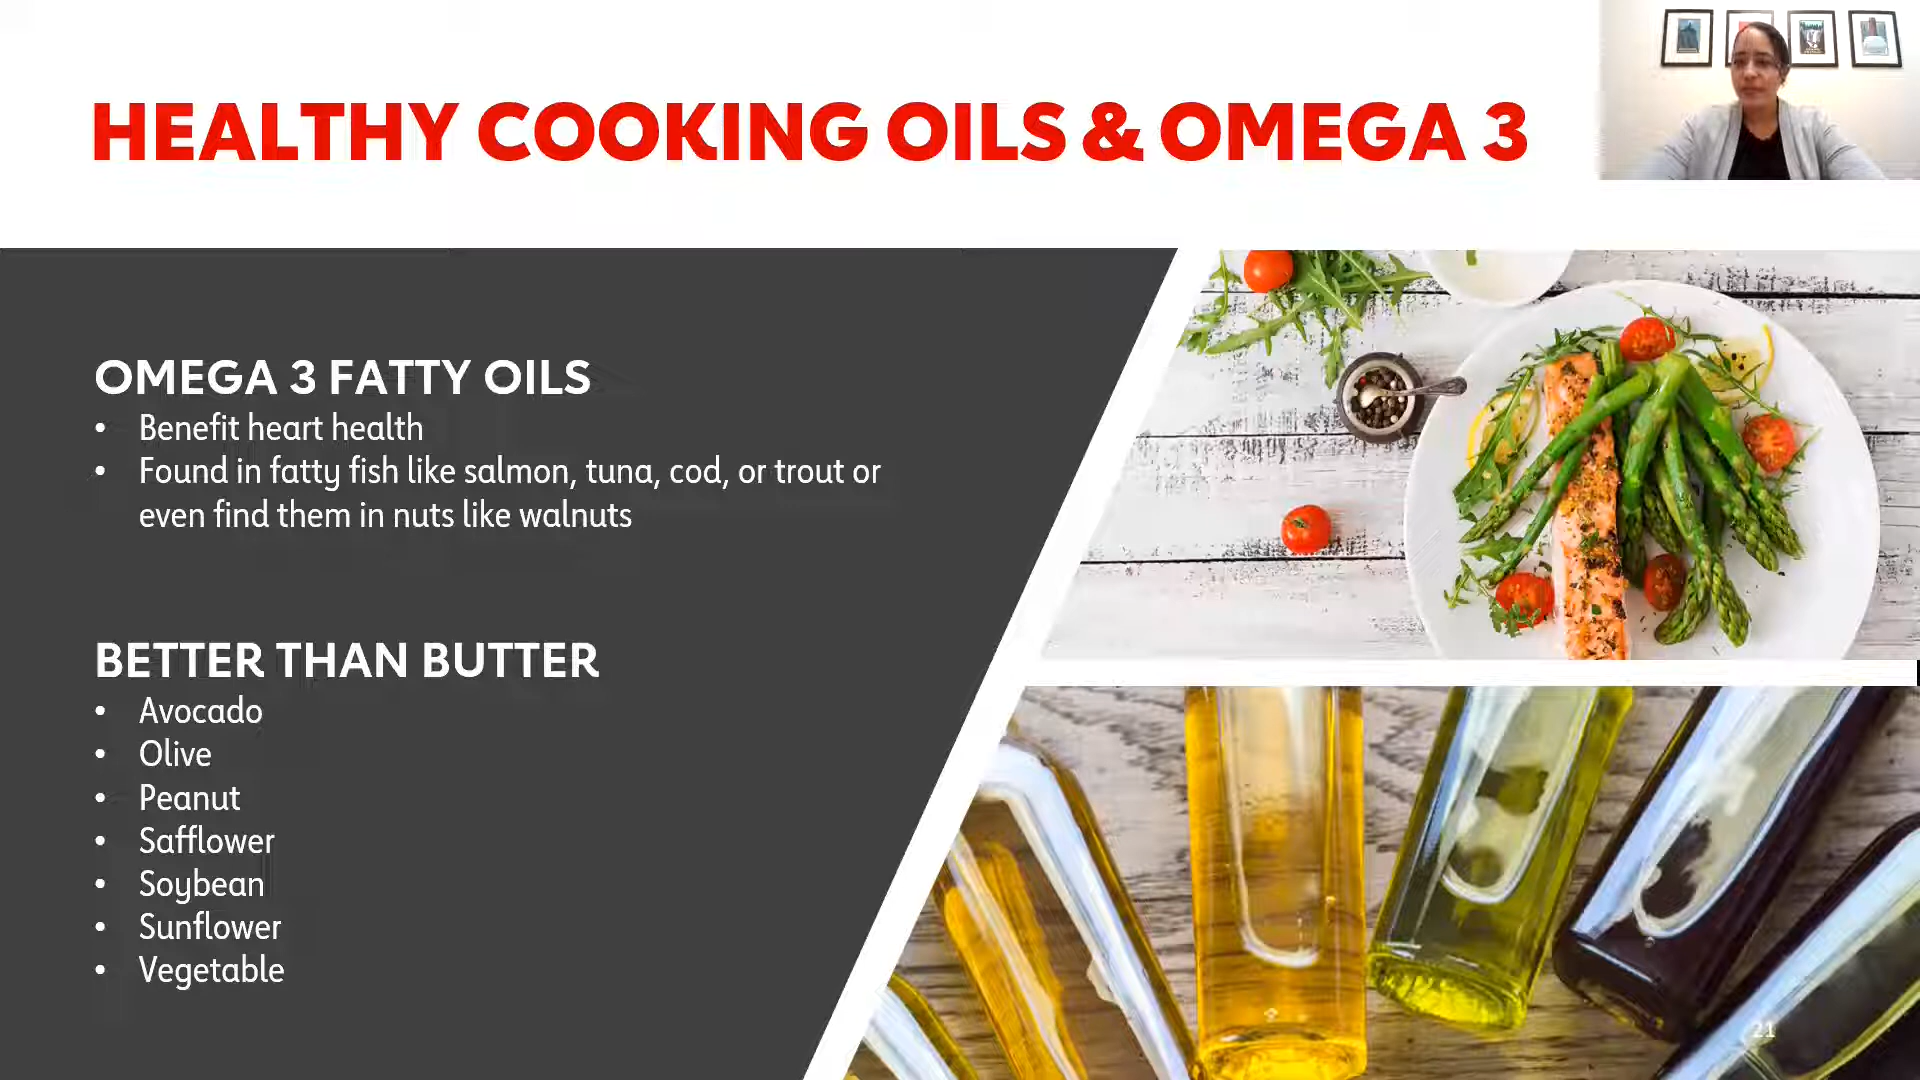 HEALTHY COOKING OILS & OMEGA 3
OMEGA 3 FATTY OILS
• Benefit heart health
• Found in fatty fish like salmon, tuna, cod, or trout or
even find them in nuts like walnuts
BETTER THAN BUTTER
• Avocado
• Olive
• Peanut
• Safflower
• Soybean
• Sunflower
• Vegetable
21